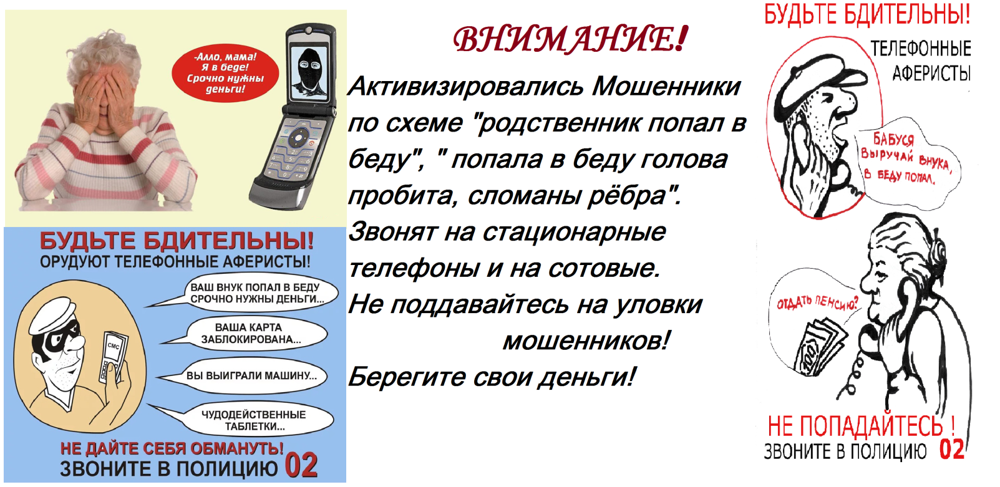 -Алло, мама!
Я в беде!
Срочно нужны
деньги!
БУДЬТЕ БДИТЕЛЬНЫ!
ОРУДУЮТ ТЕЛЕФОННЫЕ АФЕРИСТЫ!
ВАШ ВНУК ПОПАЛ В БЕДУ
СРОЧНО НУЖНЫ ДЕНЬГИ...
ВАША КАРТА
ЗАБЛОКИРОВАНА...
СМС
ВЫ ВЫИГРАЛИ МАШИНУ...
ЧУДОДЕЙСТВЕННЫЕ
ТАБЛЕТКИ...
НЕ ДАЙТЕ СЕБЯ ОБМАНУТЬ!
ЗВОНИТЕ В ПОЛИЦИЮ 02
ВНИМАНИЕ!
Активизировались Мошенники
по схеме "родственник попал в
беду", " попала в беду голова
пробита, сломаны рёбра".
Звонят на стационарные
телефоны и на сотовые.
Не поддавайтесь на уловки
мошенников!
Берегите свои деньги!
БУДЬТЕ БДИТЕЛЬНЫ!
ТЕЛЕФОННЫЕ
АФЕРИСТЫ
БАБУСЯ
ВЫРУЧАЙ ВНУКА,
В БЕДУ ПОПАЛ.
ОТДАТЬ ПЕНСИЮ?
НЕ ПОПАДАЙТЕСЬ !
ЗВОНИТЕ В ПОЛИЦИЮ 02